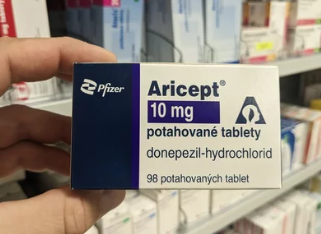 Pfizer
Aricept®
10 mg
potahované tablety
donepezil-hydrochlorid
98 potahovaných tablet